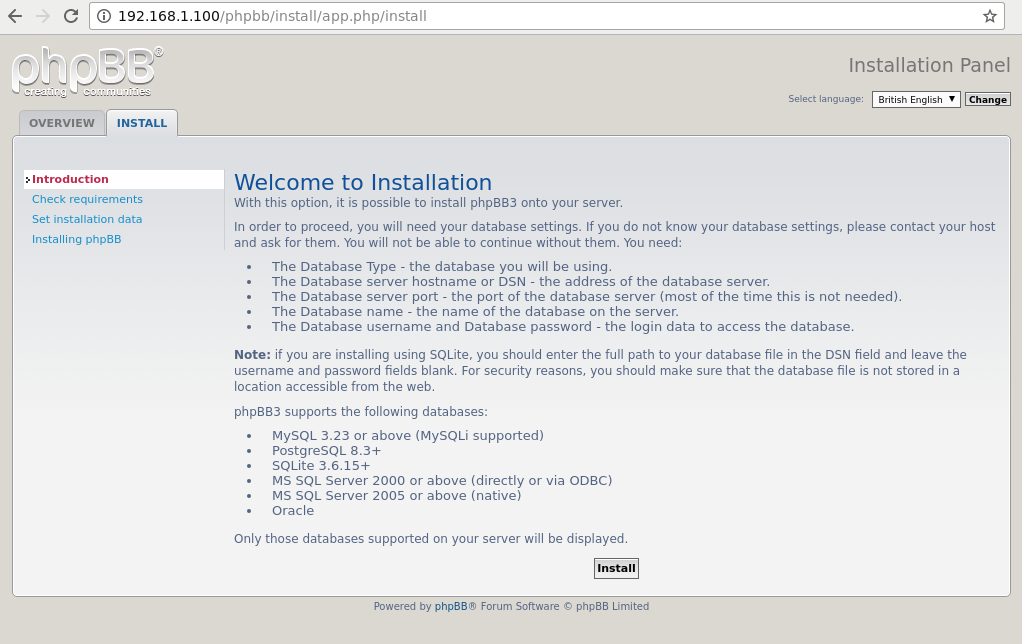 192.168.1.100/phpbb/install/app.php/install
phpBB®
creating communities
Installation Panel
Select language: British English Change
OVERVIEW INSTALL
Introduction
Check requirements
Set installation data
Installing phpBB
Welcome to Installation
With this option, it is possible to install phpBB3 onto your server.
In order to proceed, you will need your database settings. If you do not know your database settings, please contact your host
and ask for them. You will not be able to continue without them. You need:
• The Database Type - the database you will be using.
• The Database server hostname or DSN - the address of the database server.
• The Database server port - the port of the database server (most of the time this is not needed).
• The Database name - the name of the database on the server.
• The Database username and Database password - the login data to access the database.
Note: if you are installing using SQLite, you should enter the full path to your database file in the DSN field and leave the
username and password fields blank. For security reasons, you should make sure that the database file is not stored in a
location accessible from the web.
phpBB3 supports the following databases:
• MySQL 3.23 or above (MySQLi supported)
• PostgreSQL 8.3+
• SQLite 3.6.15+
• MS SQL Server 2000 or above (directly or via ODBC)
• MS SQL Server 2005 or above (native)
• Oracle
Only those databases supported on your server will be displayed.
Install
Powered by phpBB® Forum Software © phpBB Limited